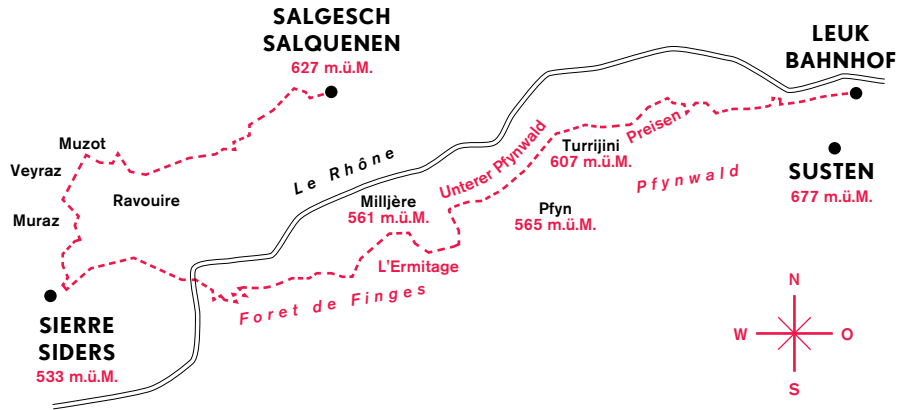 SALGESCH
SALQUENEN
627 m.ü.M.
LEUK
BAHNHOF
Muzot
Veyraz
Ravouire
Muraz
Le Rhône
Milljère
561 m.ü.M.
Unterer Pfynwald
Turrijini
607 m.ü.M.
Preisen
Pfynwald
SUSTEN
677 m.ü.M.
Pfyn
565 m.ü.M.
L'Ermitage
Foret de Finges
SIERRE
SIDERS
533 m.ü.M.
N
W
O
S